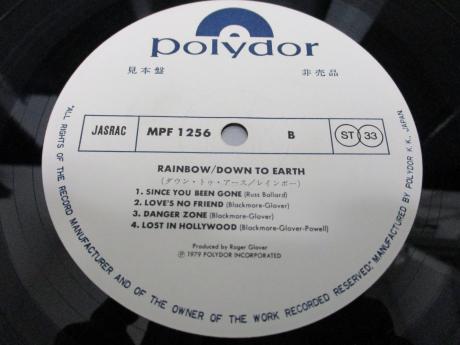 polydor
見本盤 非売品
JASRAC MPF 1256 B ST 33
RAINBOW/DOWN TO EARTH
(ダウン・トゥ・アース/レインボー)
1. SINCE YOU BEEN GONE (Russ Ballard)
2. LOVE'S NO FRIEND (Blackmore-Glover)
3. DANGER ZONE (Blackmore-Glover)
4. LOST IN HOLLYWOOD (Blackmore-Glover-Powell)
Produced by Roger Glover
Ⓟ 1979 POLYDOR INCORPORATED
"ALL RIGHTS OF THE RECORD MANUFACTURER AND OF THE OWNER OF THE WORK RECORDED RESERVED." MANUFACTURED BY POLYDOR K.K., JAPAN.